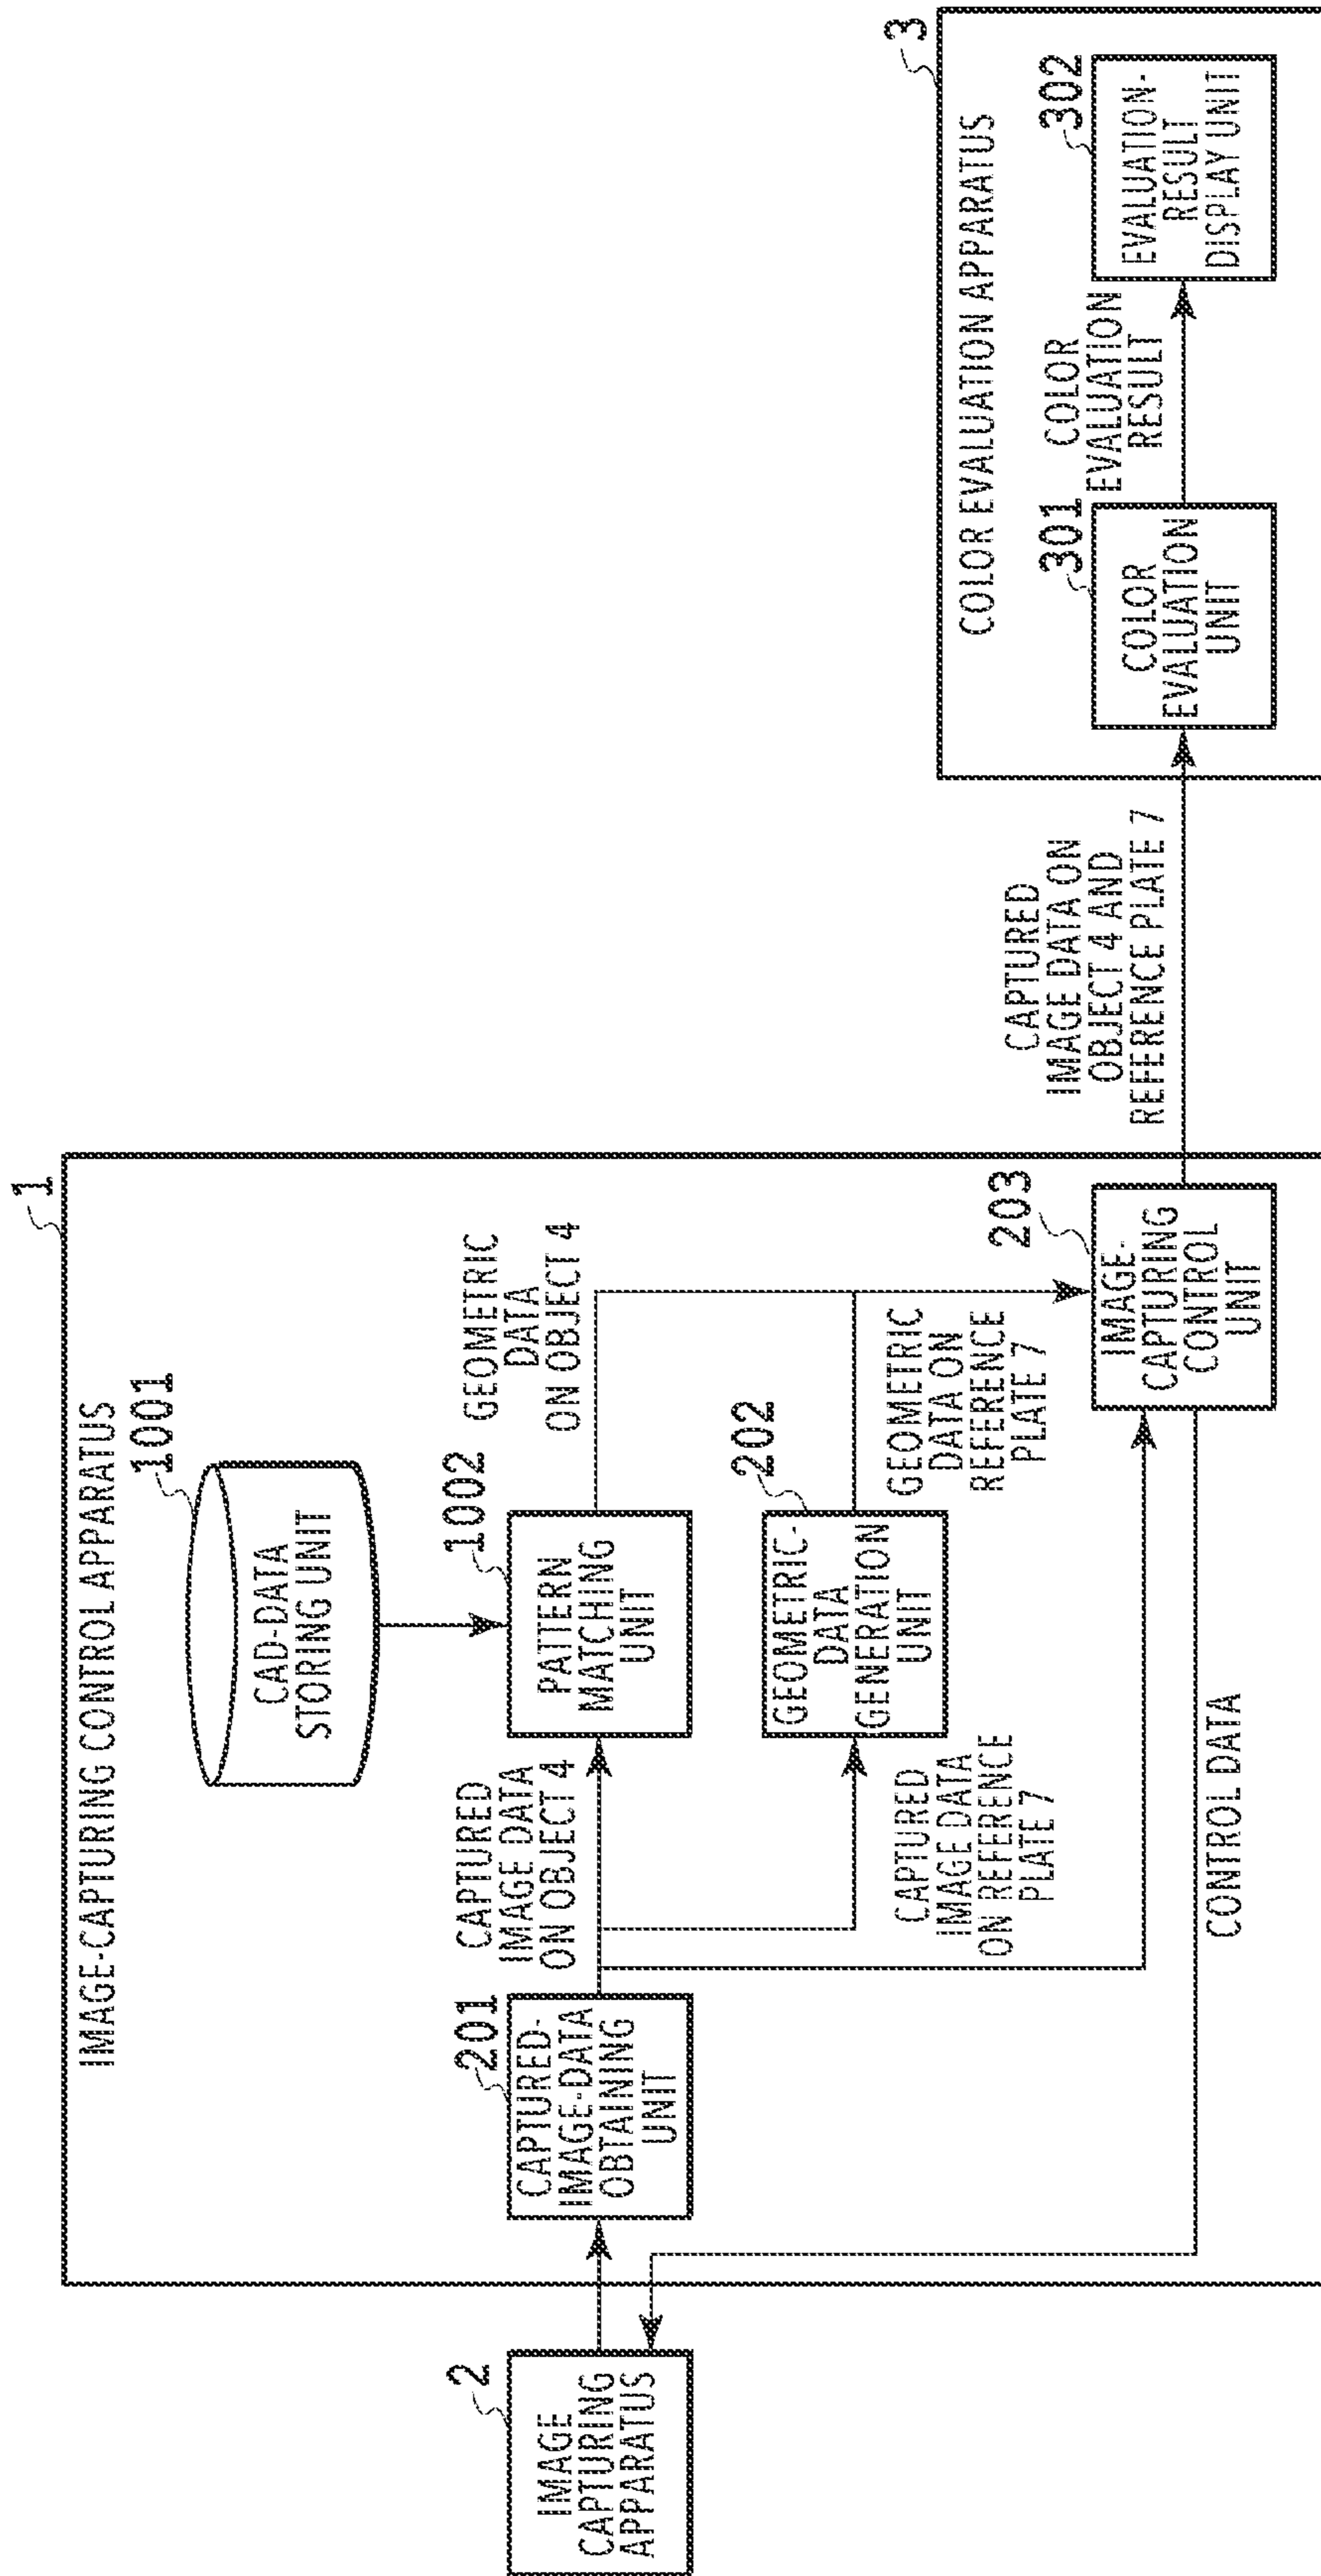 1
IMAGE-CAPTURING CONTROL APPARATUS
1001
CAD-DATA
STORING UNIT
2
IMAGE
CAPTURING
APPARATUS
201
CAPTURED-
IMAGE-DATA
OBTAINING
UNIT
CAPTURED
IMAGE DATA
ON OBJECT 4
1002
PATTERN
MATCHING
UNIT
GEOMETRIC
DATA
ON OBJECT 4
202
GEOMETRIC-
DATA
GENERATION
UNIT
CAPTURED
IMAGE DATA
ON REFERENCE
PLATE 7
GEOMETRIC
DATA ON
REFERENCE
PLATE 7
203
IMAGE-
CAPTURING
CONTROL
UNIT
CONTROL DATA
CAPTURED
IMAGE DATA ON
OBJECT 4 AND
REFERENCE PLATE 7
3
COLOR EVALUATION APPARATUS
301
COLOR
EVALUATION
UNIT
COLOR
EVALUATION
RESULT
302
EVALUATION-
RESULT
DISPLAY UNIT